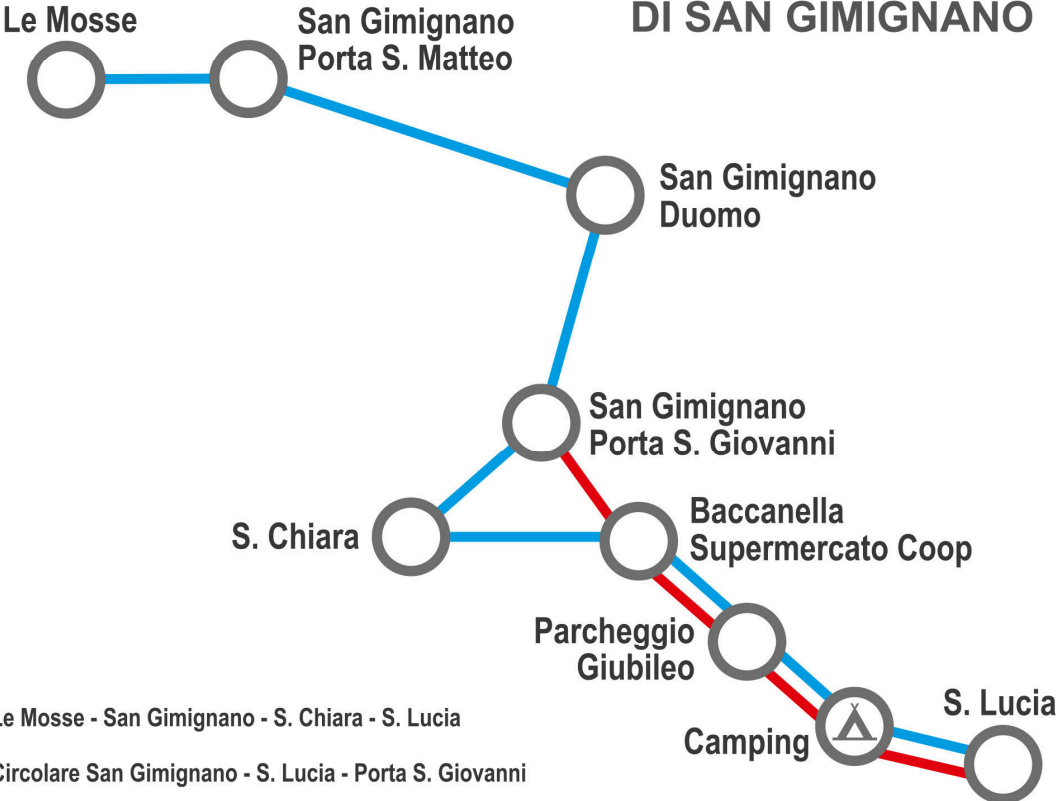 DI SAN GIMIGNANO
Le Mosse
San Gimignano
Porta S. Matteo
San Gimignano
Duomo
San Gimignano
Porta S. Giovanni
S. Chiara
Baccanella
Supermercato Coop
Parcheggio
Giubileo
Camping
S. Lucia
Le Mosse - San Gimignano - S. Chiara - S. Lucia
Circolare San Gimignano - S. Lucia - Porta S. Giovanni